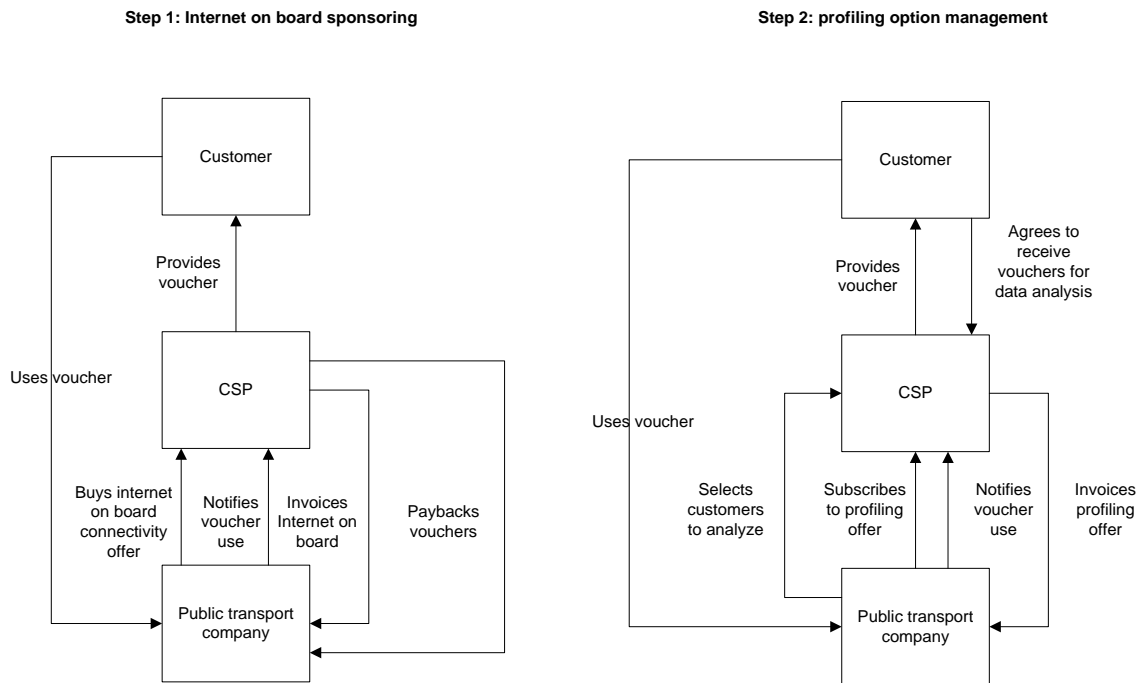 Step 1: Internet on board sponsoring
Customer
Provides
voucher
Uses voucher
CSP
Buys internet
on board
connectivity
offer
Notifies
voucher
use
Invoices
Internet on
board
Paybacks
vouchers
Public transport
company
Step 2: profiling option management
Customer
Provides
voucher
Agrees to
receive
vouchers for
data analysis
Uses voucher
CSP
Selects
customers
to analyze
Subscribes
to profiling
offer
Notifies
voucher
use
Invoices
profiling
offer
Public transport
company